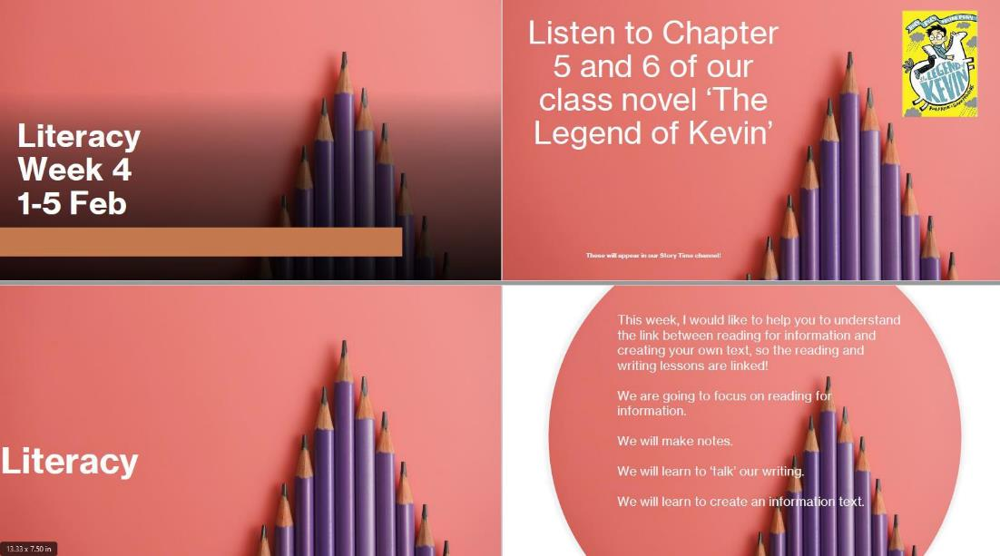 Literacy
Week 4
1-5 Feb
Listen to Chapter
5 and 6 of our
class novel ‘The
Legend of Kevin’
THE LEGEND OF
KEVIN
These will appear in our Story Time channel!
Literacy
This week, I would like to help you to understand
the link between reading for information and
creating your own text, so the reading and
writing lessons are linked!
We are going to focus on reading for
information.
We will make notes.
We will learn to ‘talk’ our writing.
We will learn to create an information text.
13.33 x 7.50 in